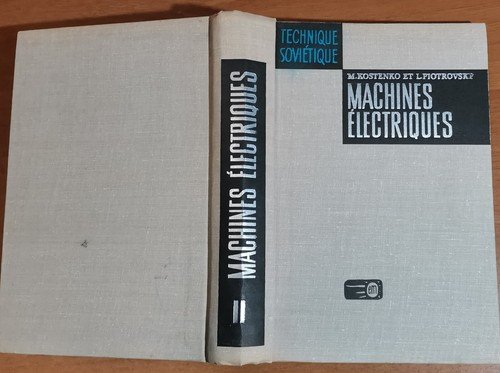 MACHINES ÉLECTRIQUES
II
TECHNIQUE
SOVIÉTIQUE
M.KOSTENKO ET L.PIOTROVSKI
MACHINES
ÉLECTRIQUES